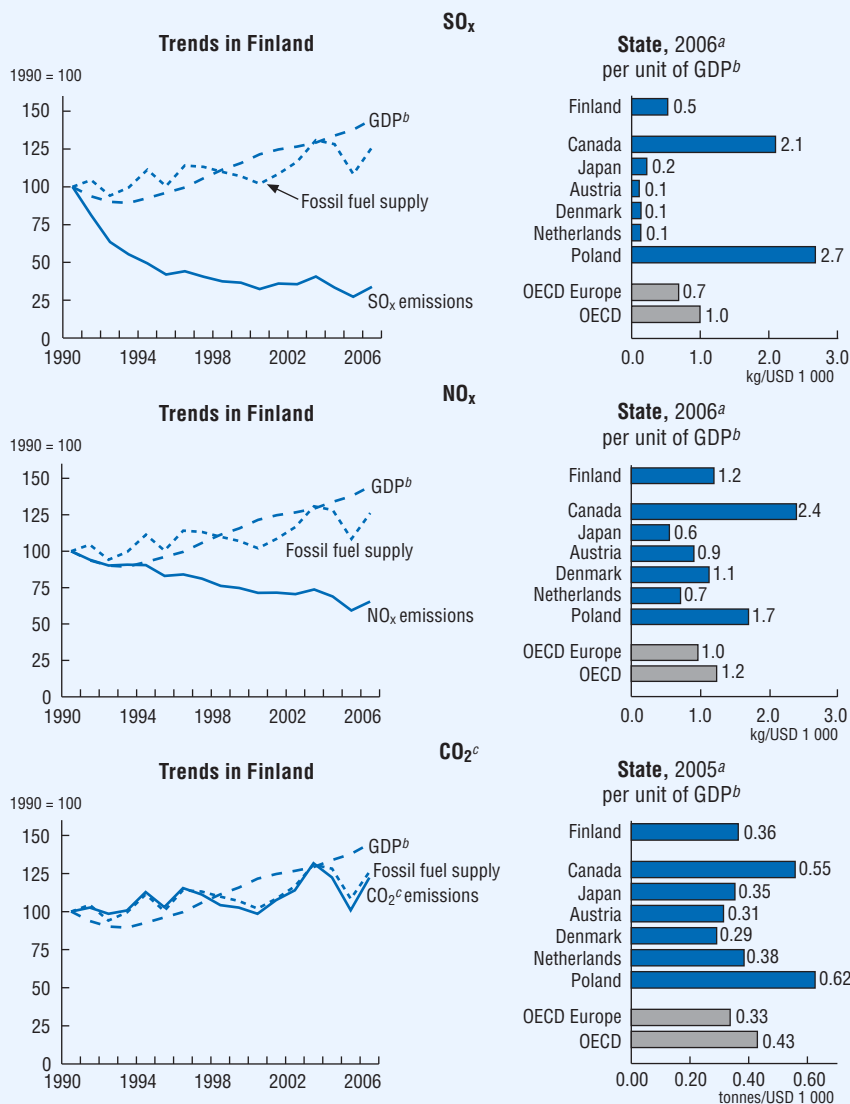 SOx
Trends in Finland
1990 = 100
150
125
100
75
50
25
0
GDPb
Fossil fuel supply
SOx emissions
1990 1994 1998 2002 2006
State, 2006a
per unit of GDPb
Finland 0.5
Canada 2.1
Japan 0.2
Austria 0.1
Denmark 0.1
Netherlands 0.1
Poland 2.7
OECD Europe 0.7
OECD 1.0
0.0 1.0 2.0 3.0
kg/USD 1 000
NOx
Trends in Finland
1990 = 100
150
125
100
75
50
25
0
GDPb
Fossil fuel supply
NOx emissions
1990 1994 1998 2002 2006
State, 2006a
per unit of GDPb
Finland 1.2
Canada 2.4
Japan 0.6
Austria 0.9
Denmark 1.1
Netherlands 0.7
Poland 1.7
OECD Europe 1.0
OECD 1.2
0.0 1.0 2.0 3.0
kg/USD 1 000
CO2c
Trends in Finland
1990 = 100
150
125
100
75
50
25
0
GDPb
Fossil fuel supply
CO2c emissions
1990 1994 1998 2002 2006
State, 2005a
per unit of GDPb
Finland 0.36
Canada 0.55
Japan 0.35
Austria 0.31
Denmark 0.29
Netherlands 0.38
Poland 0.62
OECD Europe 0.33
OECD 0.43
0.00 0.20 0.40 0.60
tonnes/USD 1 000